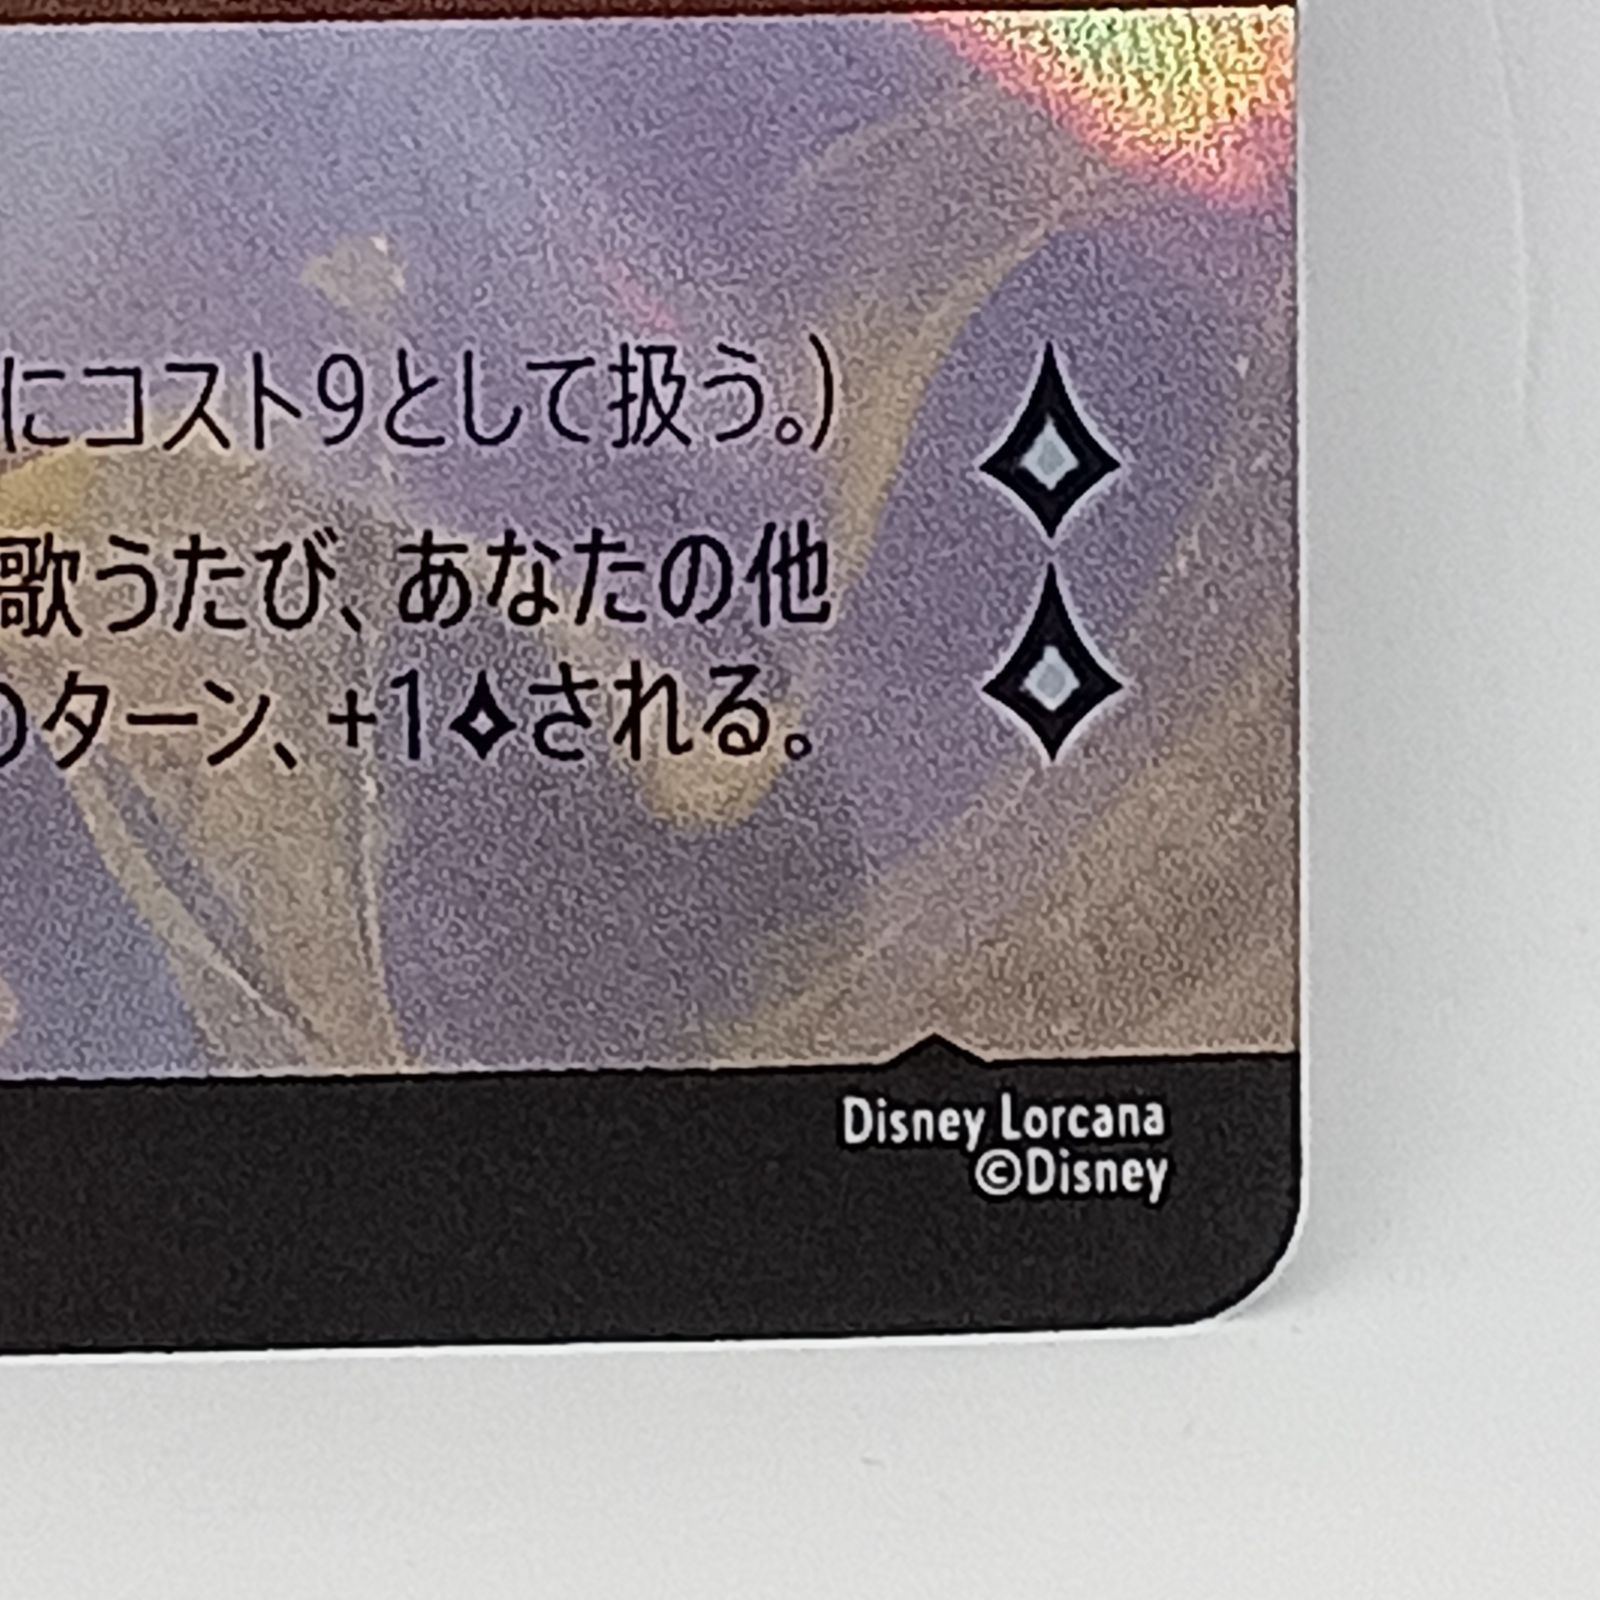 にコスト9として扱う。)
歌うたび、あなたの他
のターン、+1される。
Disney Lorcana
©Disney